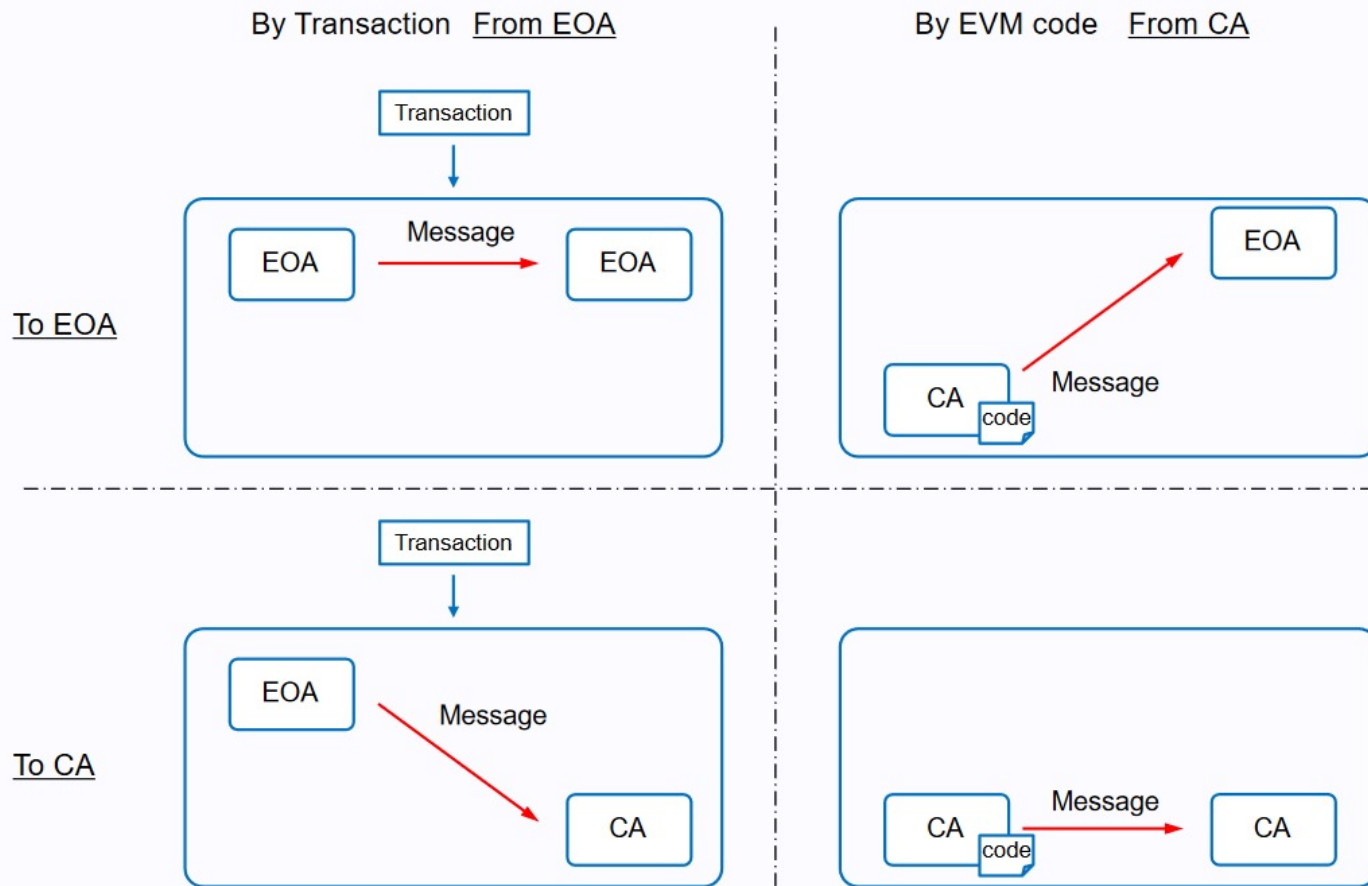 By Transaction From EOA
By EVM code From CA
Transaction
Message
EOA
EOA
EOA
To EOA
CA
code
Message
Transaction
EOA
Message
To CA
CA
CA
code
Message
CA